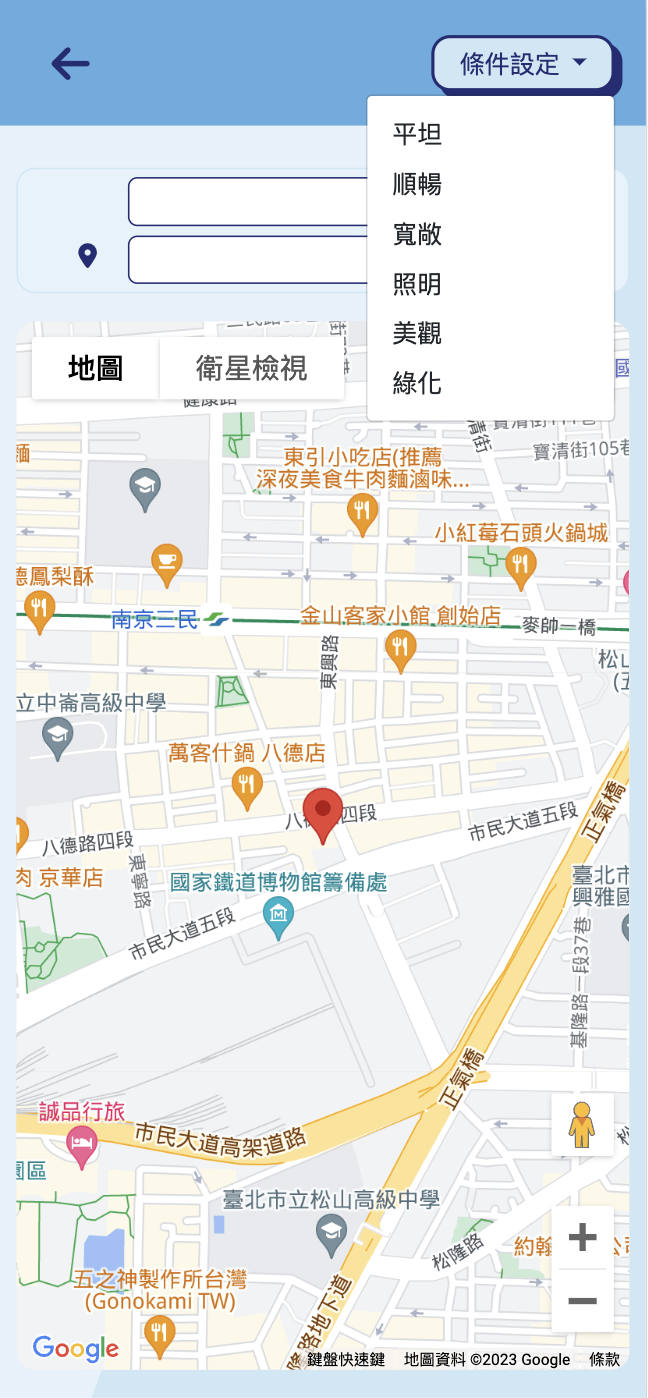 條件設定
平坦
順暢
寬敞
照明
美觀
綠化
地圖
衛星檢視
健康路
寶清街105巷
東引小吃店(推薦
深夜美食牛肉麵滷味...
小紅莓石頭火鍋城
德鳳梨酥
南京三民
金山客家小館 創始店
麥帥一橋
東興路
立中崙高級中學
萬客什鍋 八德店
八德路四段
市民大道五段
正氣橋
肉 京華店
東寧路
國家鐵道博物館籌備處
臺北市
興雅國
市民大道五段
基隆路一段37巷
正氣橋
誠品行旅
市民大道高架道路
園區
臺北市立松山高級中學
松隆路
五之神製作所台灣
(Gonokami TW)
隆路地下道
Google
鍵盤快速鍵
地圖資料 ©2023 Google
條款